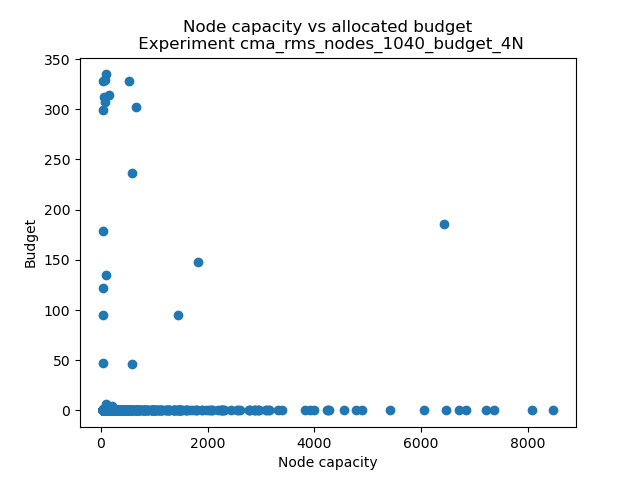 Node capacity vs allocated budget
Experiment cma_rms_nodes_1040_budget_4N
350
300
250
200
150
100
50
0
Budget
0 2000 4000 6000 8000
Node capacity